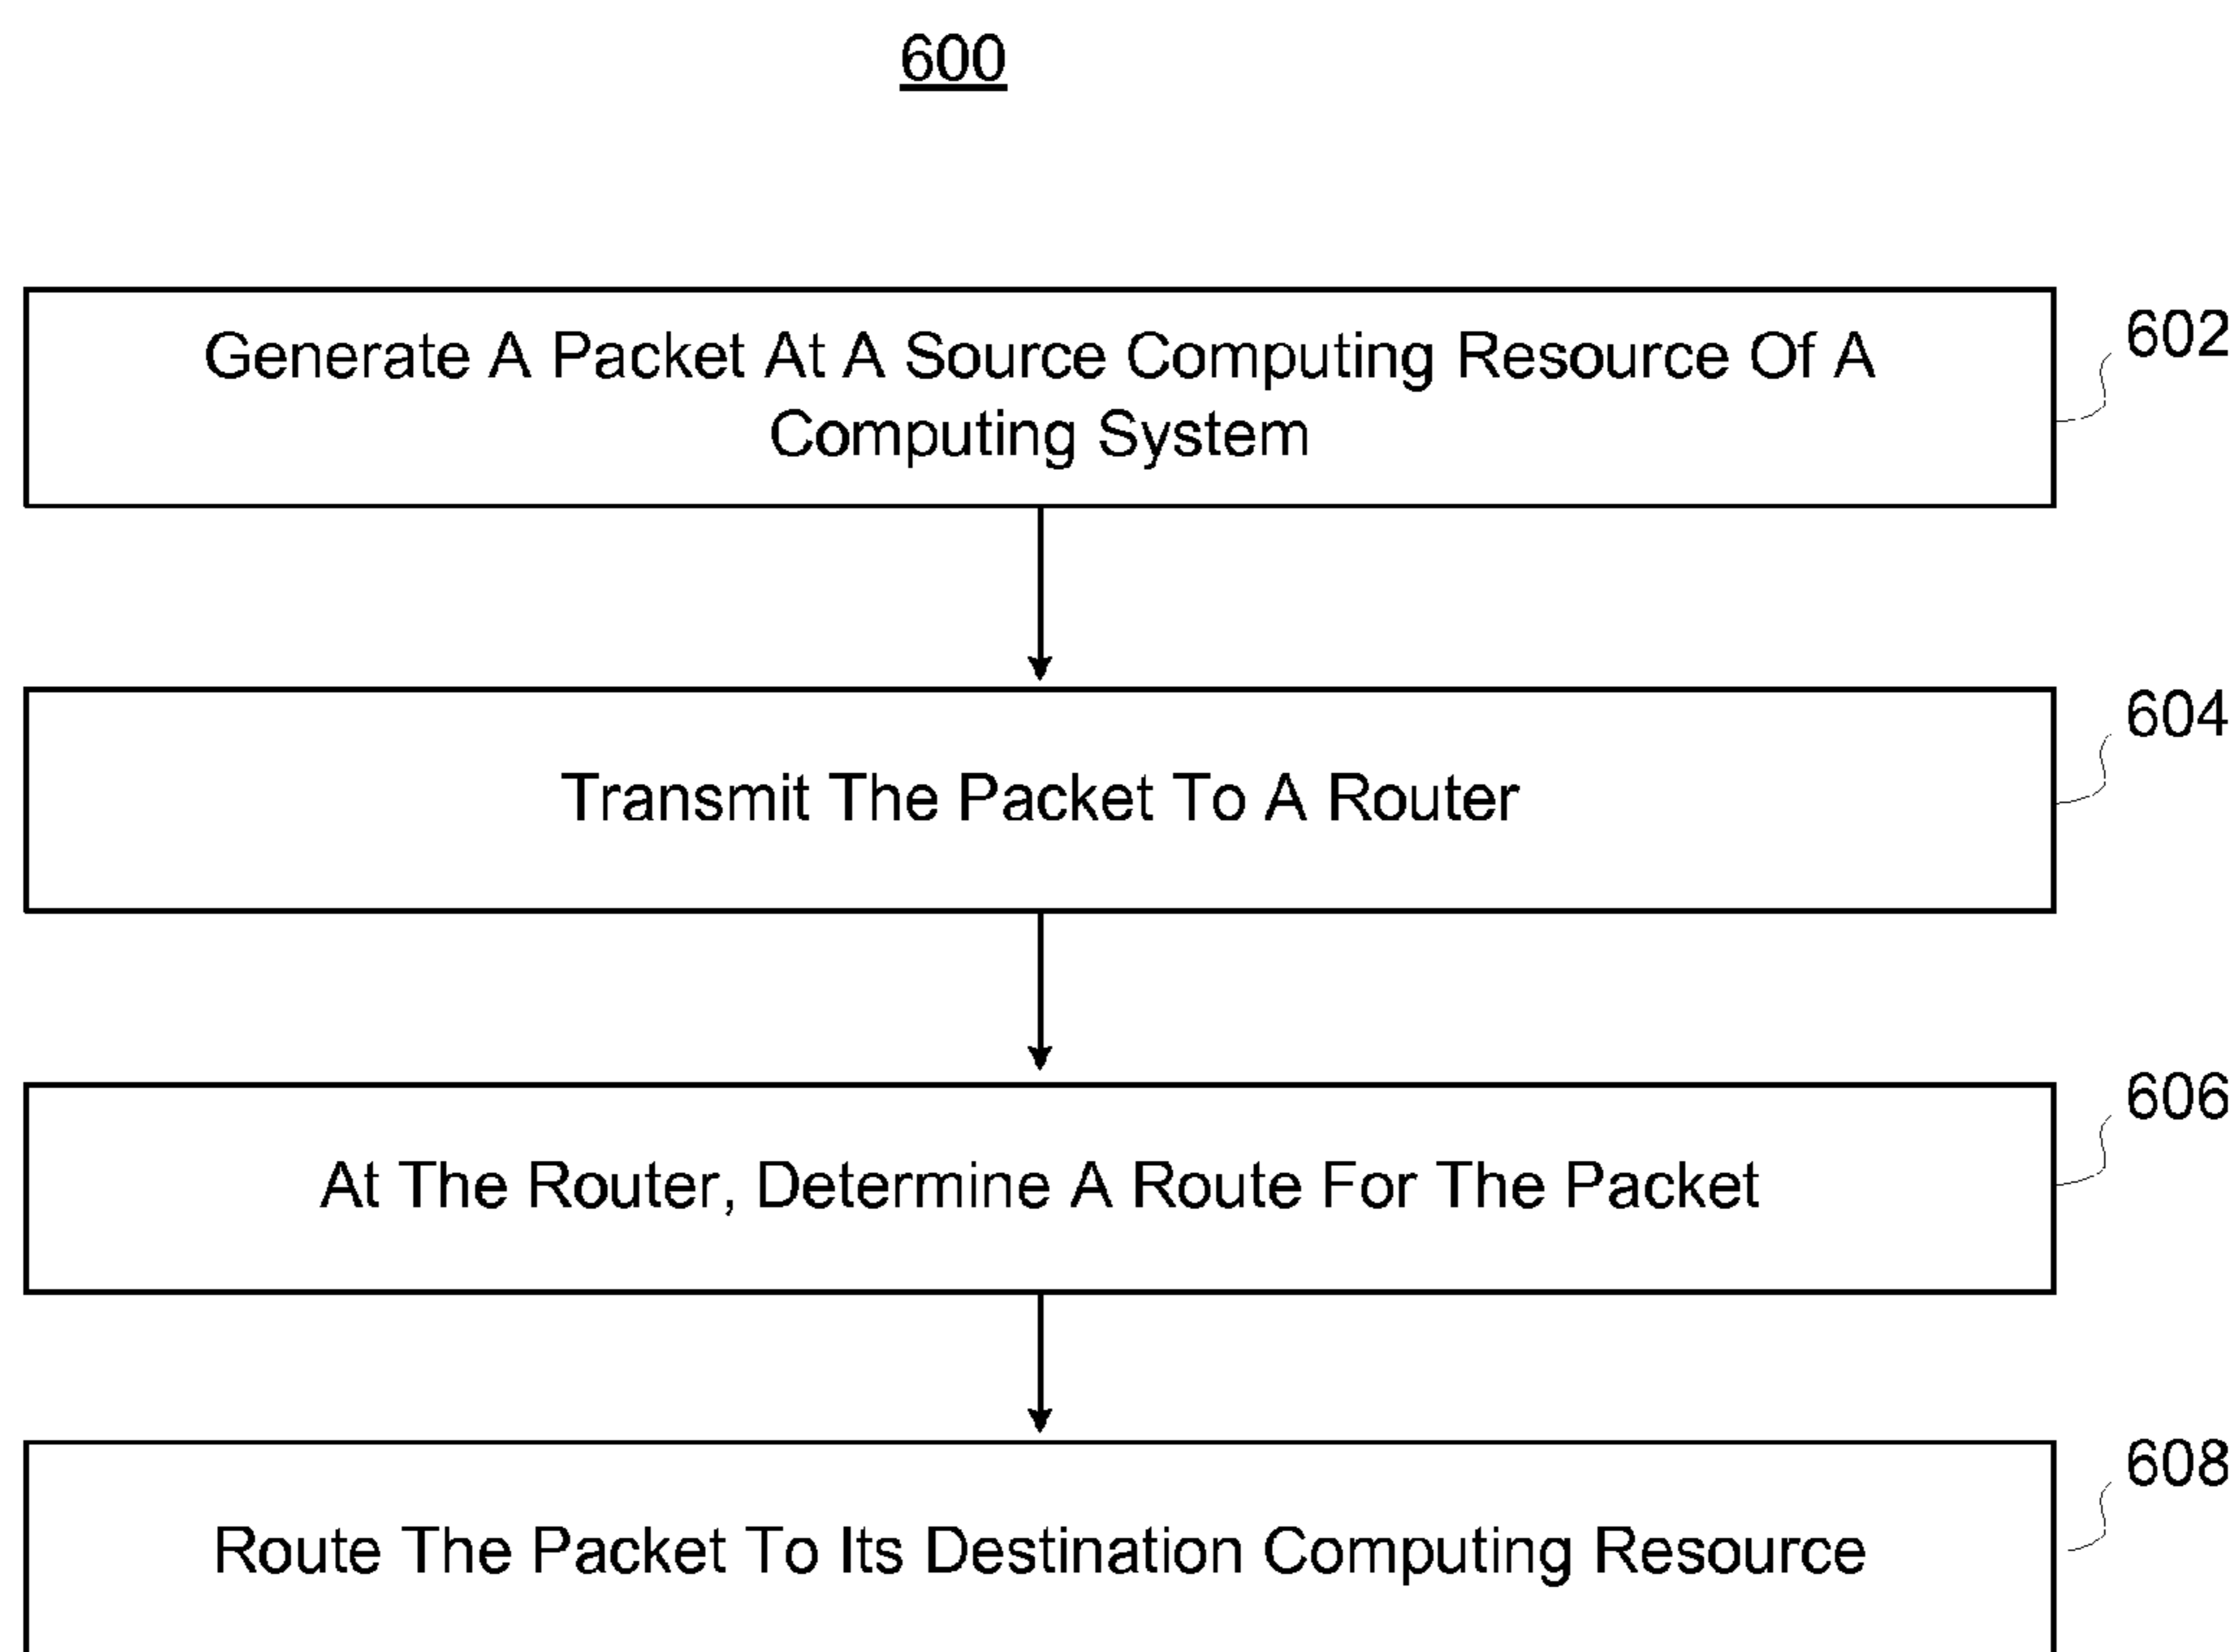 600
Generate A Packet At A Source Computing Resource Of A
Computing System
602
Transmit The Packet To A Router
604
At The Router, Determine A Route For The Packet
606
Route The Packet To Its Destination Computing Resource
608